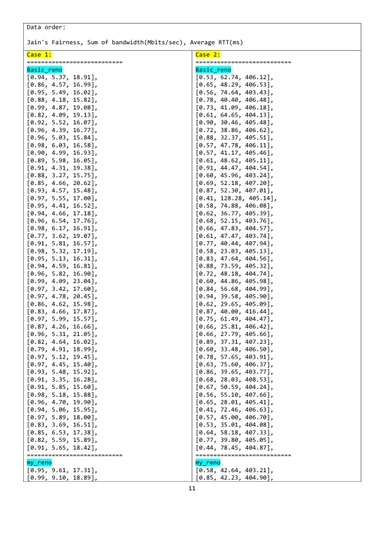 Data order:
Jain's Fairness, Sum of bandwidth(Mbits/sec), Average RTT(ms)
Case 1:
===========================
Basic_reno
[0.94, 5.37, 18.91],
[0.86, 4.57, 16.99],
[0.95, 5.49, 16.02],
[0.88, 4.18, 15.82],
[0.99, 4.87, 19.08],
[0.82, 4.09, 19.13],
[0.92, 5.52, 16.07],
[0.96, 4.39, 16.77],
[0.96, 5.03, 15.84],
[0.98, 6.03, 16.58],
[0.90, 4.99, 16.93],
[0.89, 5.98, 16.05],
[0.91, 4.31, 19.38],
[0.88, 3.27, 15.75],
[0.85, 4.66, 20.62],
[0.93, 4.57, 15.48],
[0.97, 5.55, 17.00],
[0.95, 4.41, 16.52],
[0.94, 4.66, 17.18],
[0.96, 6.54, 17.76],
[0.98, 6.17, 16.91],
[0.77, 3.62, 19.07],
[0.91, 5.81, 16.57],
[0.98, 5.32, 17.19],
[0.95, 5.13, 16.31],
[0.94, 4.59, 16.81],
[0.96, 5.82, 16.90],
[0.99, 4.09, 23.04],
[0.97, 3.42, 17.60],
[0.97, 4.78, 20.45],
[0.86, 4.62, 15.98],
[0.83, 4.66, 17.87],
[0.97, 5.99, 15.57],
[0.87, 4.26, 16.66],
[0.96, 5.31, 21.05],
[0.82, 4.64, 16.02],
[0.79, 4.91, 18.99],
[0.97, 5.12, 19.45],
[0.97, 4.45, 15.40],
[0.93, 5.48, 15.92],
[0.91, 3.35, 16.28],
[0.91, 5.85, 15.60],
[0.98, 5.18, 15.88],
[0.96, 4.70, 19.90],
[0.94, 5.06, 15.95],
[0.97, 5.89, 18.00],
[0.83, 3.69, 16.51],
[0.85, 6.53, 17.38],
[0.82, 5.59, 15.89],
[0.91, 5.65, 18.42],
===========================
my_reno
[0.95, 9.61, 17.31],
[0.99, 9.10, 18.89],
Case 2:
===========================
Basic_reno
[0.53, 62.74, 406.12],
[0.65, 48.29, 406.53],
[0.56, 74.64, 403.43],
[0.78, 40.40, 406.48],
[0.73, 41.09, 406.18],
[0.61, 64.65, 404.13],
[0.90, 30.46, 405.48],
[0.72, 38.86, 406.62],
[0.88, 32.37, 406.51],
[0.57, 47.78, 406.11],
[0.57, 41.17, 405.46],
[0.61, 48.62, 405.11],
[0.91, 44.47, 404.54],
[0.60, 45.96, 403.24],
[0.69, 52.18, 407.20],
[0.87, 52.30, 407.01],
[0.41, 128.28, 405.14],
[0.58, 74.88, 406.08],
[0.62, 36.77, 405.39],
[0.68, 52.15, 403.76],
[0.66, 47.83, 404.57],
[0.61, 47.47, 403.74],
[0.77, 40.44, 407.94],
[0.58, 23.03, 405.13],
[0.83, 47.64, 404.56],
[0.88, 73.59, 405.32],
[0.72, 48.18, 404.74],
[0.60, 44.86, 405.98],
[0.84, 56.68, 404.99],
[0.94, 39.58, 405.90],
[0.62, 29.65, 405.09],
[0.87, 40.00, 416.44],
[0.75, 61.49, 404.47],
[0.66, 25.81, 406.42],
[0.66, 27.79, 405.66],
[0.89, 37.31, 407.23],
[0.60, 33.48, 406.50],
[0.78, 57.65, 403.91],
[0.63, 75.60, 406.37],
[0.86, 39.65, 403.77],
[0.68, 28.03, 408.53],
[0.67, 50.59, 404.24],
[0.56, 55.10, 407.66],
[0.65, 28.01, 405.41],
[0.41, 72.46, 406.63],
[0.57, 45.00, 406.70],
[0.53, 35.01, 404.08],
[0.64, 58.18, 407.33],
[0.77, 39.80, 405.05],
[0.44, 78.45, 404.87],
===========================
my_reno
[0.58, 42.64, 403.21],
[0.85, 42.23, 404.90],
11